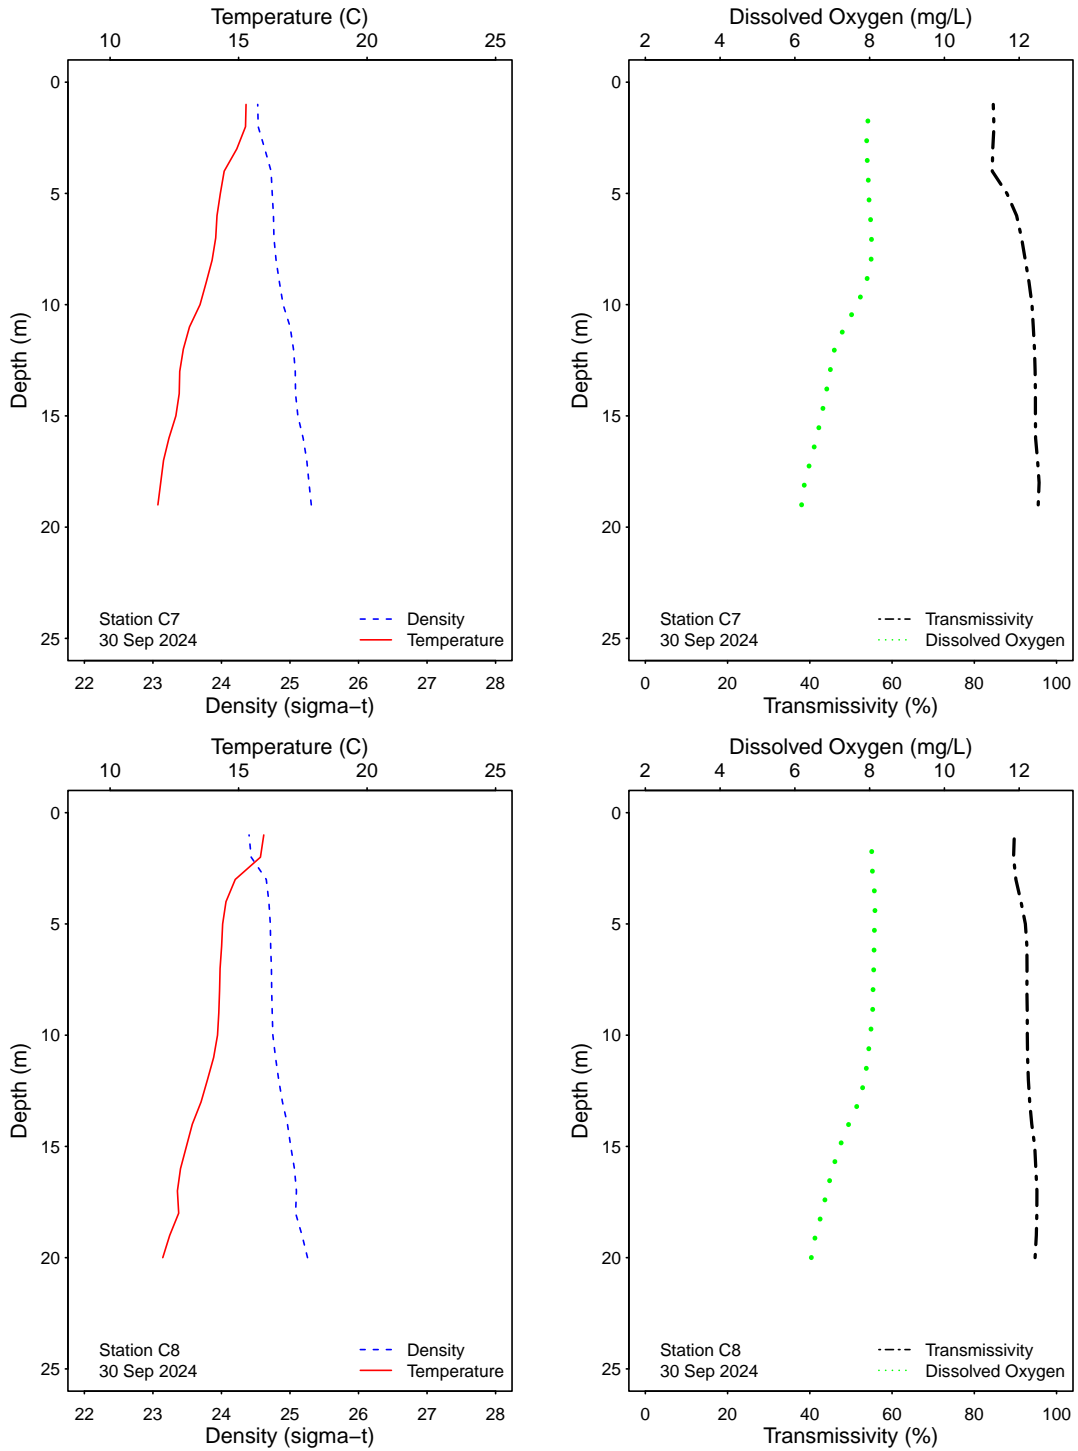 Temperature (C)
10 15 20 25
0
5
10
15
20
25
Depth (m)
Station C7
30 Sep 2024
Density
Temperature
22 23 24 25 26 27 28
Density (sigma−t)
Dissolved Oxygen (mg/L)
2 4 6 8 10 12
0
5
10
15
20
25
Depth (m)
Station C7
30 Sep 2024
Transmissivity
Dissolved Oxygen
0 20 40 60 80 100
Transmissivity (%)
Temperature (C)
10 15 20 25
0
5
10
15
20
25
Depth (m)
Station C8
30 Sep 2024
Density
Temperature
22 23 24 25 26 27 28
Density (sigma−t)
Dissolved Oxygen (mg/L)
2 4 6 8 10 12
0
5
10
15
20
25
Depth (m)
Station C8
30 Sep 2024
Transmissivity
Dissolved Oxygen
0 20 40 60 80 100
Transmissivity (%)